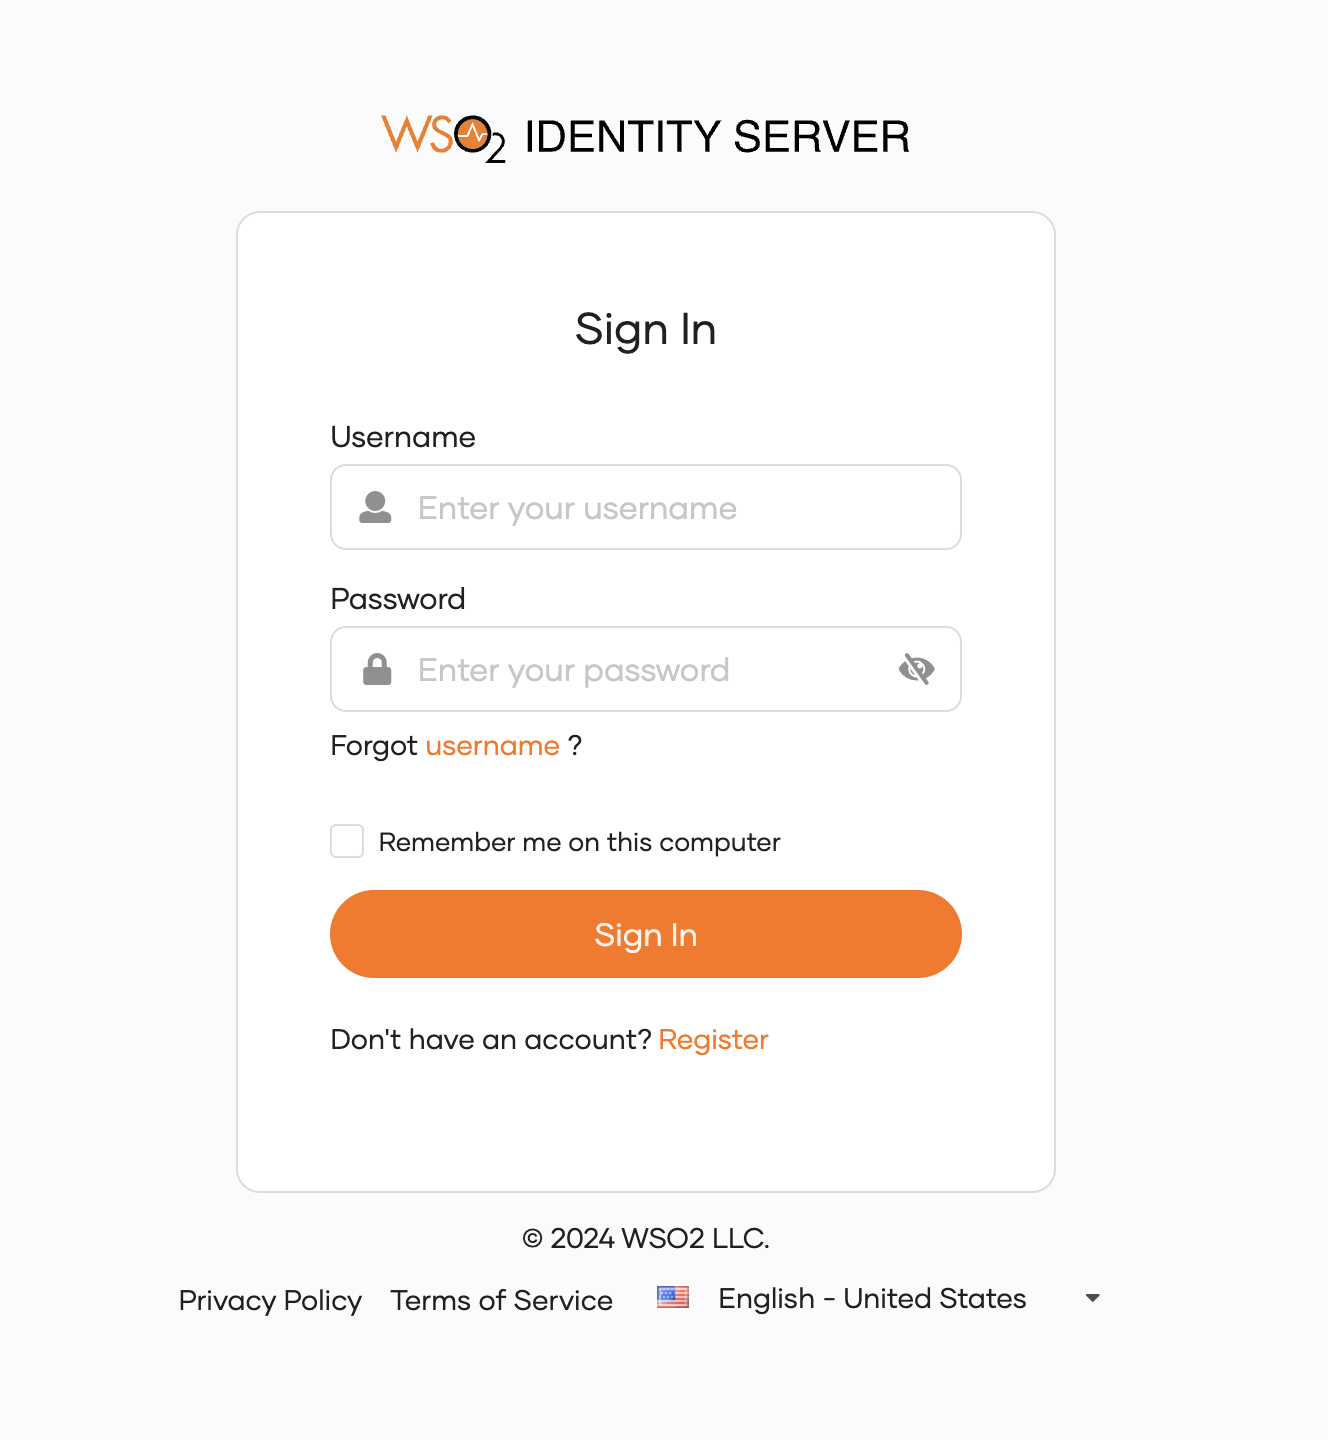 WSO2 IDENTITY SERVER
Sign In
Username
Enter your username
Password
Enter your password
Forgot username ?
Remember me on this computer
Sign In
Don't have an account? Register
© 2024 WSO2 LLC.
Privacy Policy Terms of Service English - United States